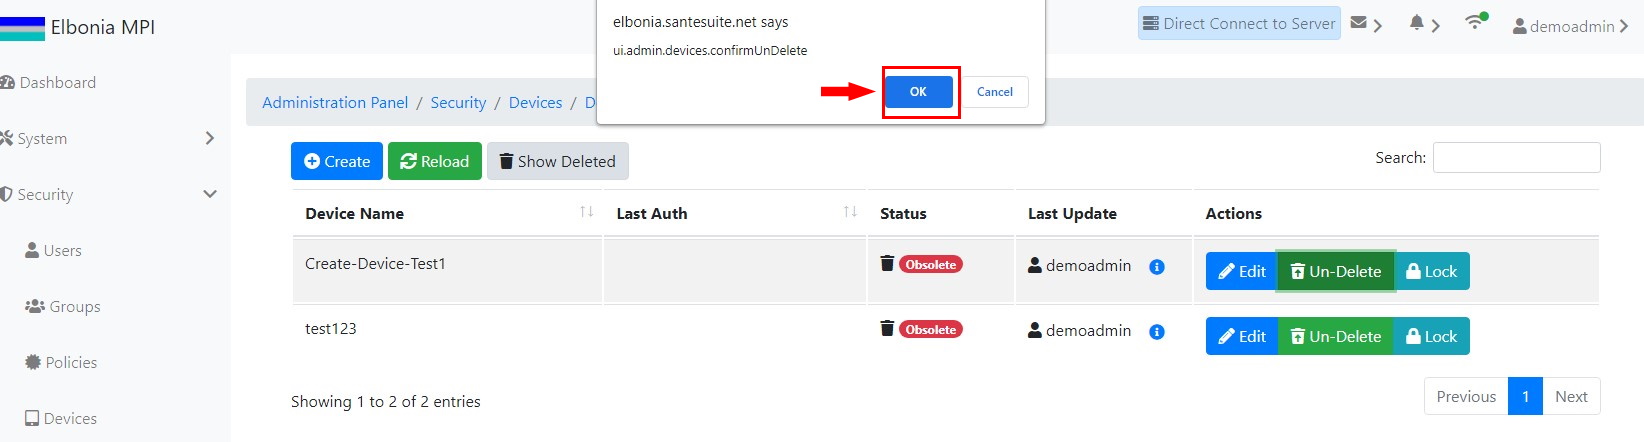 Elbonia MPI
elbonia.santesuite.net says
ui.admin.devices.confirmUnDelete
OK
Cancel
Direct Connect to Server
demoadmin
Dashboard
System
Security
Users
Groups
Policies
Devices
Administration Panel / Security / Devices / D
Create
Reload
Show Deleted
Search:
Device Name Last Auth Status Last Update Actions
Create-Device-Test1 Obsolete demoadmin Edit Un-Delete Lock
test123 Obsolete demoadmin Edit Un-Delete Lock
Showing 1 to 2 of 2 entries
Previous 1 Next